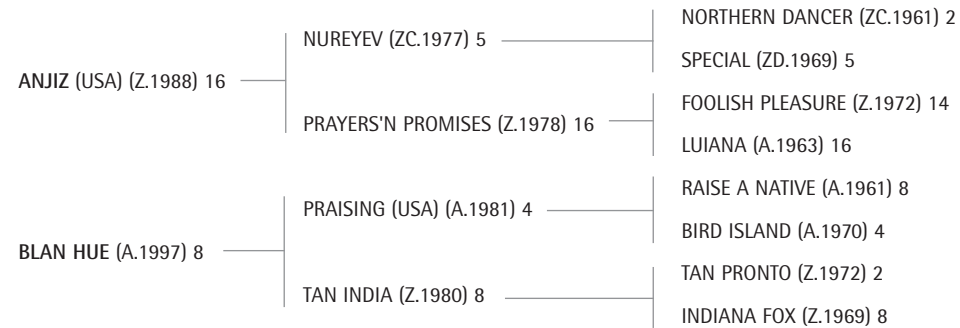 ANJIZ (USA) (Z.1988) 16
NUREYEV (ZC.1977) 5
NORTHERN DANCER (ZC.1961) 2
SPECIAL (ZD.1969) 5
PRAYERS'N PROMISES (Z.1978) 16
FOOLISH PLEASURE (Z.1972) 14
LUIANA (A.1963) 16
BLAN HUE (A.1997) 8
PRAISING (USA) (A.1981) 4
RAISE A NATIVE (A.1961) 8
BIRD ISLAND (A.1970) 4
TAN INDIA (Z.1980) 8
TAN PRONTO (Z.1972) 2
INDIANA FOX (Z.1969) 8